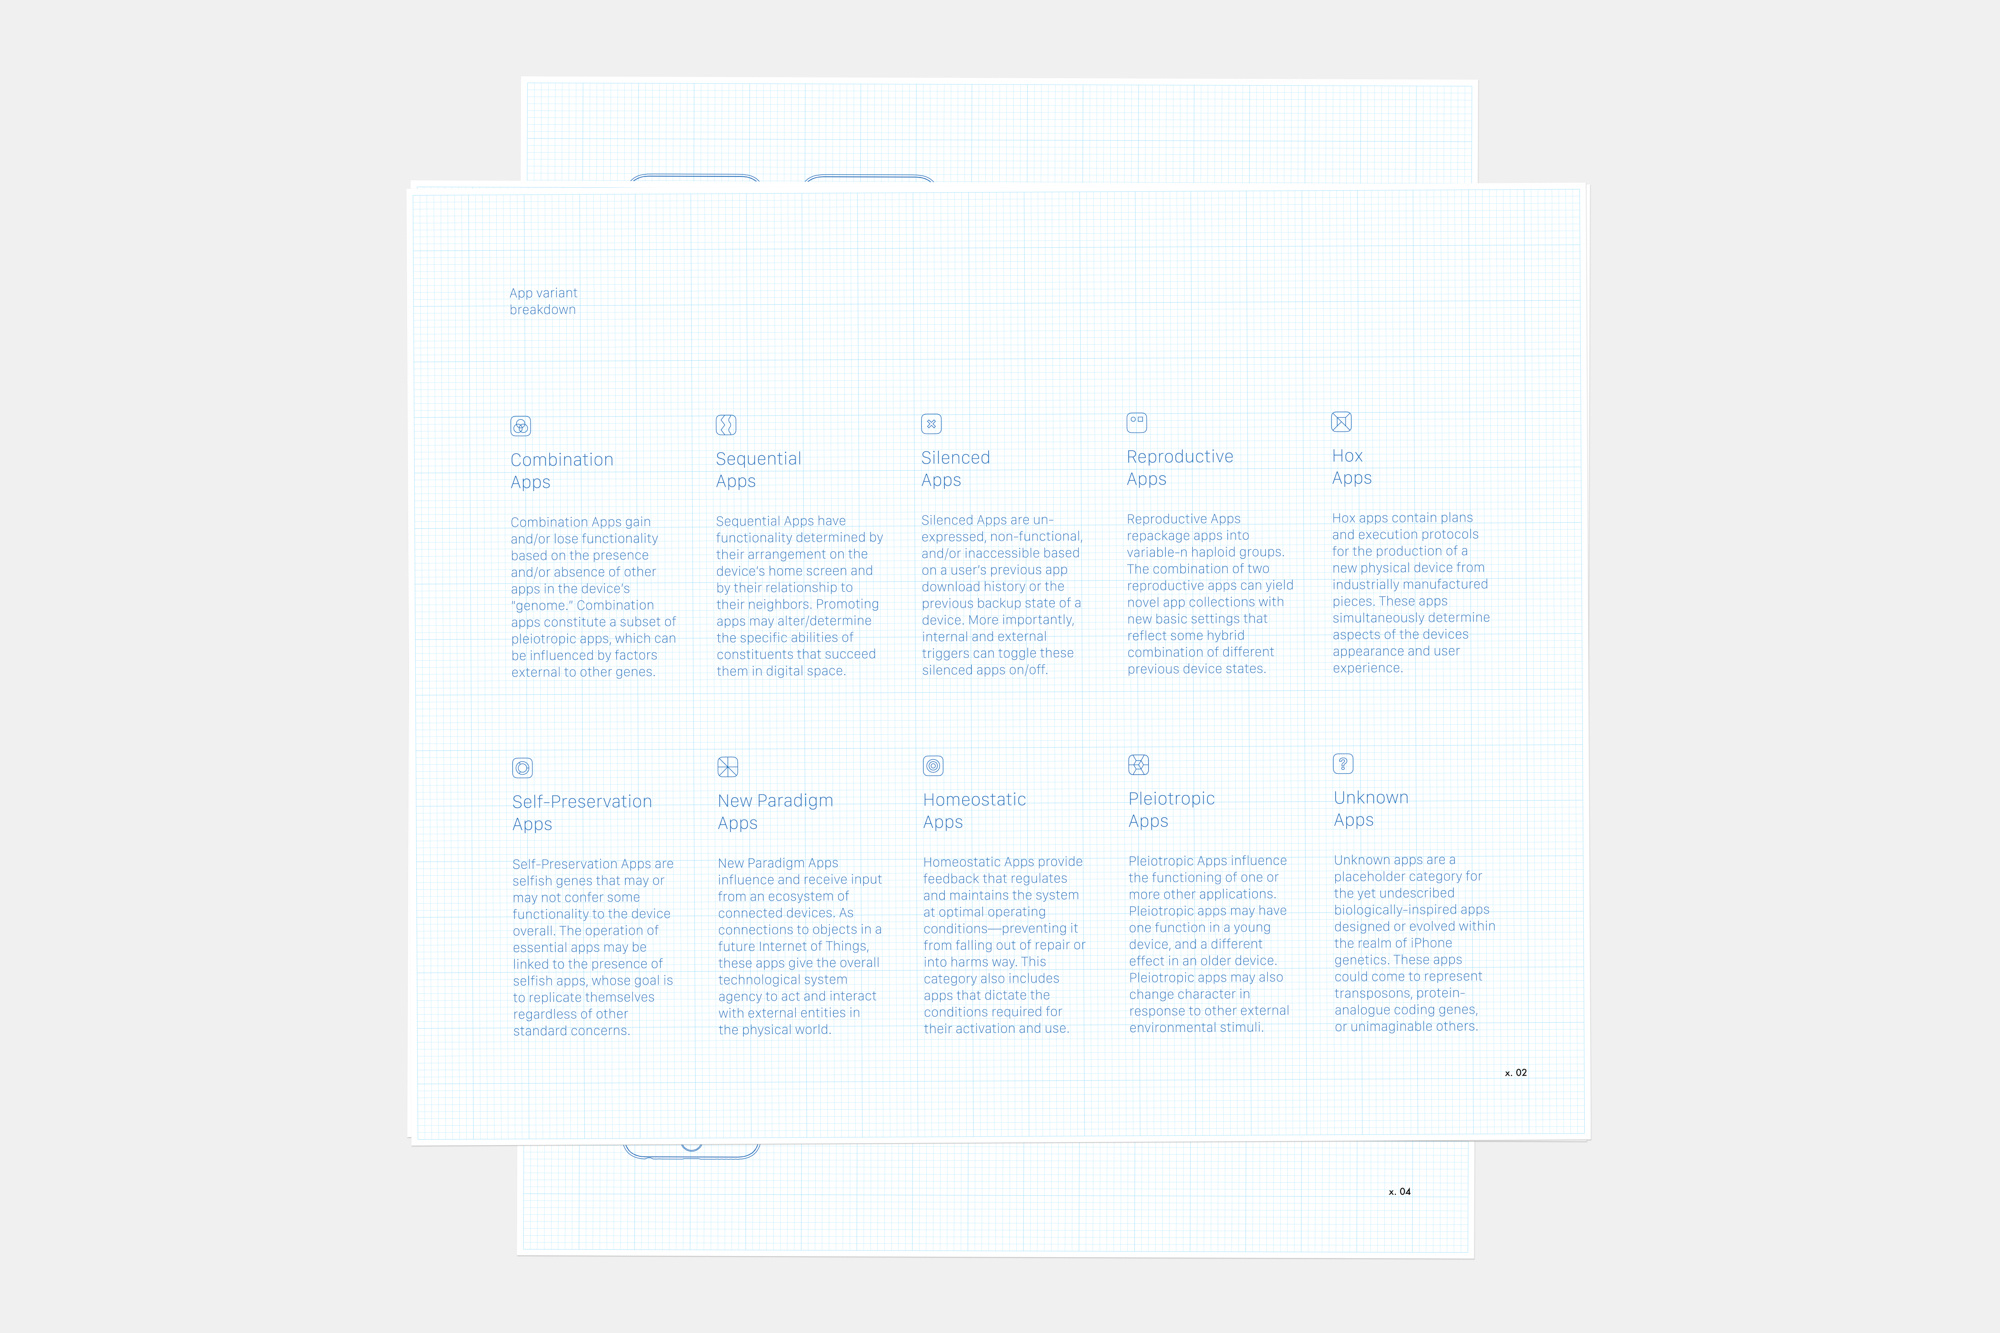 App variant
breakdown
Combination
Apps
Combination Apps gain
and/or lose functionality
based on the presence
and/or absence of other
apps in the device's
"genome." Combination
apps constitute a subset of
pleiotropic apps, which can
be influenced by factors
external to other genes.
Sequential
Apps
Sequential Apps have
functionality determined by
their arrangement on the
device's home screen and
by their relationship to
their neighbors. Promoting
apps may alter/determine
the specific abilities of
constituents that succeed
them in digital space.
Silenced
Apps
Silenced Apps are un-
expressed, non-functional,
and/or inaccessible based
on a user's previous app
download history or the
previous backup state of a
device. More importantly,
internal and external
triggers can toggle these
silenced apps on/off.
Reproductive
Apps
Reproductive Apps
repackage apps into
variable-n haploid groups.
The combination of two
reproductive apps can yield
novel app collections with
new basic settings that
reflect some hybrid
combination of different
previous device states.
Hox
Apps
Hox apps contain plans
and execution protocols
for the production of a
new physical device from
industrially manufactured
pieces. These apps
simultaneously determine
aspects of the devices
appearance and user
experience.
Self-Preservation
Apps
Self-Preservation Apps are
selfish genes that may or
may not confer some
functionality to the device
overall. The operation of
essential apps may be
linked to the presence of
selfish apps, whose goal is
to replicate themselves
regardless of other
standard concerns.
New Paradigm
Apps
New Paradigm Apps
influence and receive input
from an ecosystem of
connected devices. As
connections to objects in a
future Internet of Things,
these apps give the overall
technological system
agency to act and interact
with external entities in
the physical world.
Homeostatic
Apps
Homeostatic Apps provide
feedback that regulates
and maintains the system
at optimal operating
conditions—preventing it
from falling out of repair or
into harms way. This
category also includes
apps that dictate the
conditions required for
their activation and use.
Pleiotropic
Apps
Pleiotropic Apps influence
the functioning of one or
more other applications.
Pleiotropic apps may have
one function in a young
device, and a different
effect in an older device.
Pleiotropic apps may also
change character in
response to other external
environmental stimuli.
?
Unknown
Apps
Unknown apps are a
placeholder category for
the yet undescribed
biologically-inspired apps
designed or evolved within
the realm of iPhone
genetics. These apps
could come to represent
transposons, protein-
analogue coding genes,
or unimaginable others.
x. 02
x. 04